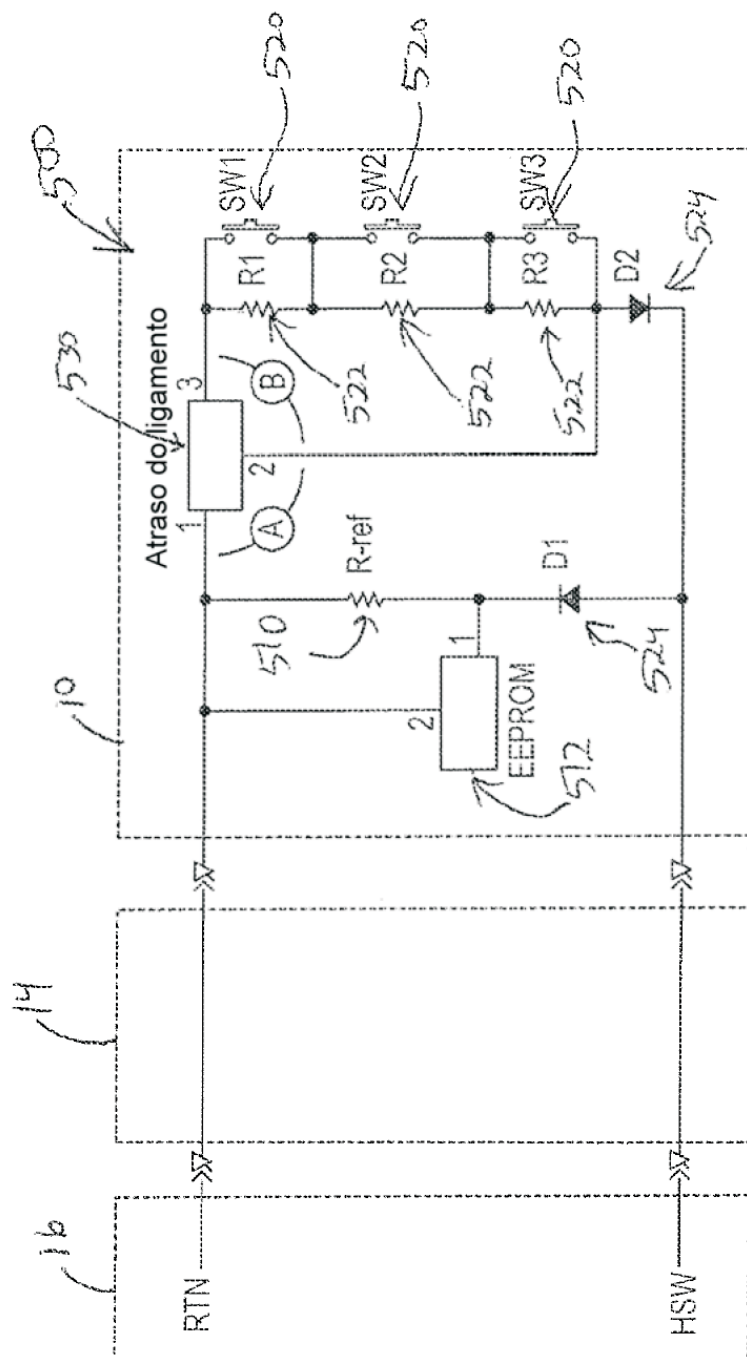 500
10
14
16
530
Atraso do ligamento
1
3
2
A
B
SW1
520
R1
522
SW2
520
R2
522
SW3
520
R3
522
D2
524
R-ref
510
2
1
EEPROM
512
D1
524
RTN
HSW